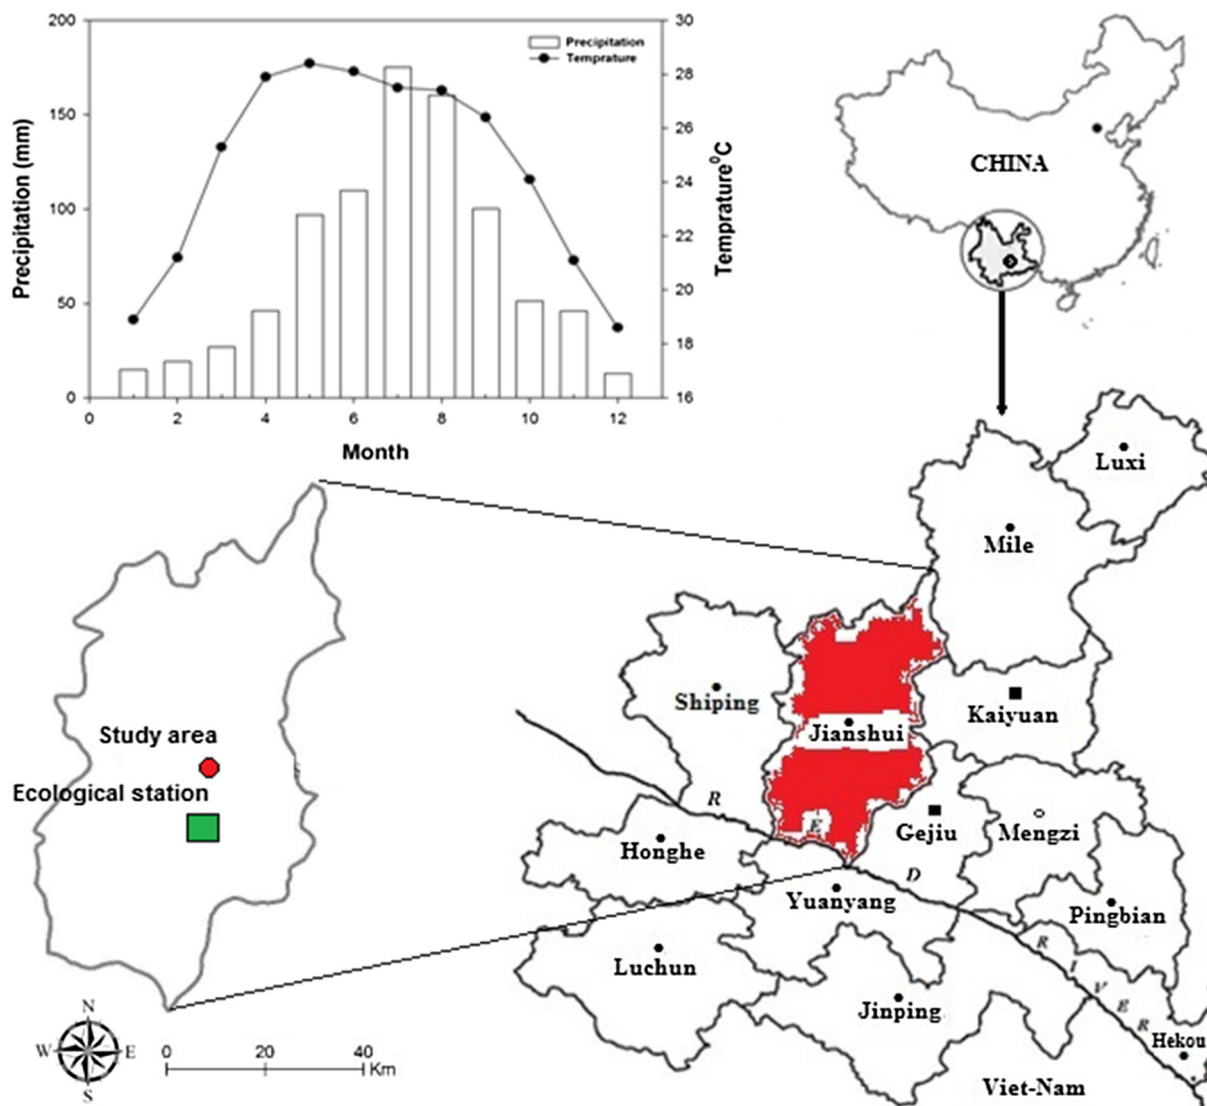 200
150
100
50
0
Precipitation (mm)
30
28
26
24
22
20
18
16
Temprature⁰C
Precipitation
Temprature
0
2
4
6
8
10
12
Month
CHINA
Luxi
Mile
Shiping
Jianshui
Kaiyuan
Study area
Ecological station
Honghe
Gejiu
Mengzi
Yuanyang
Pingbian
Luchun
Jinping
Hekou
Viet-Nam
R E D R I V E R
N
W
E
S
0
20
40
Km